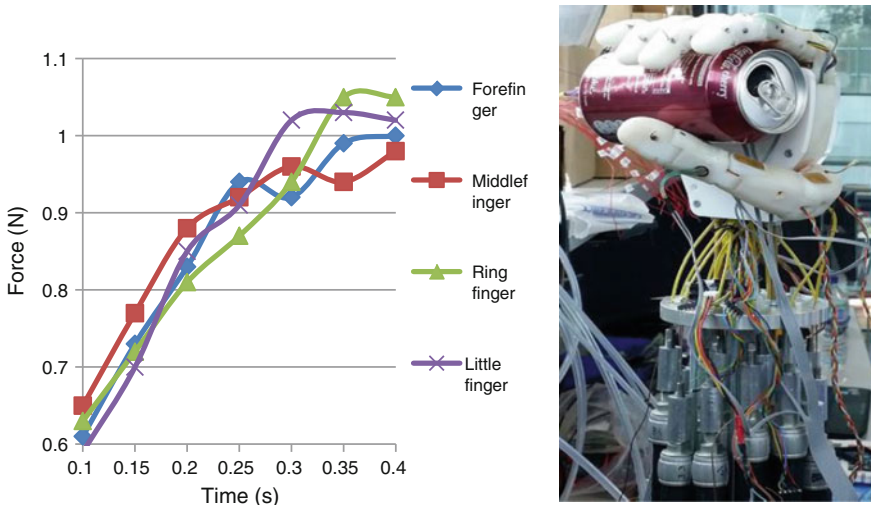 1.1
1
0.9
0.8
0.7
0.6
Force (N)
0.1 0.15 0.2 0.25 0.3 0.35 0.4
Time (s)
Forefin
ger
Middlef
inger
Ring
finger
Little
finger